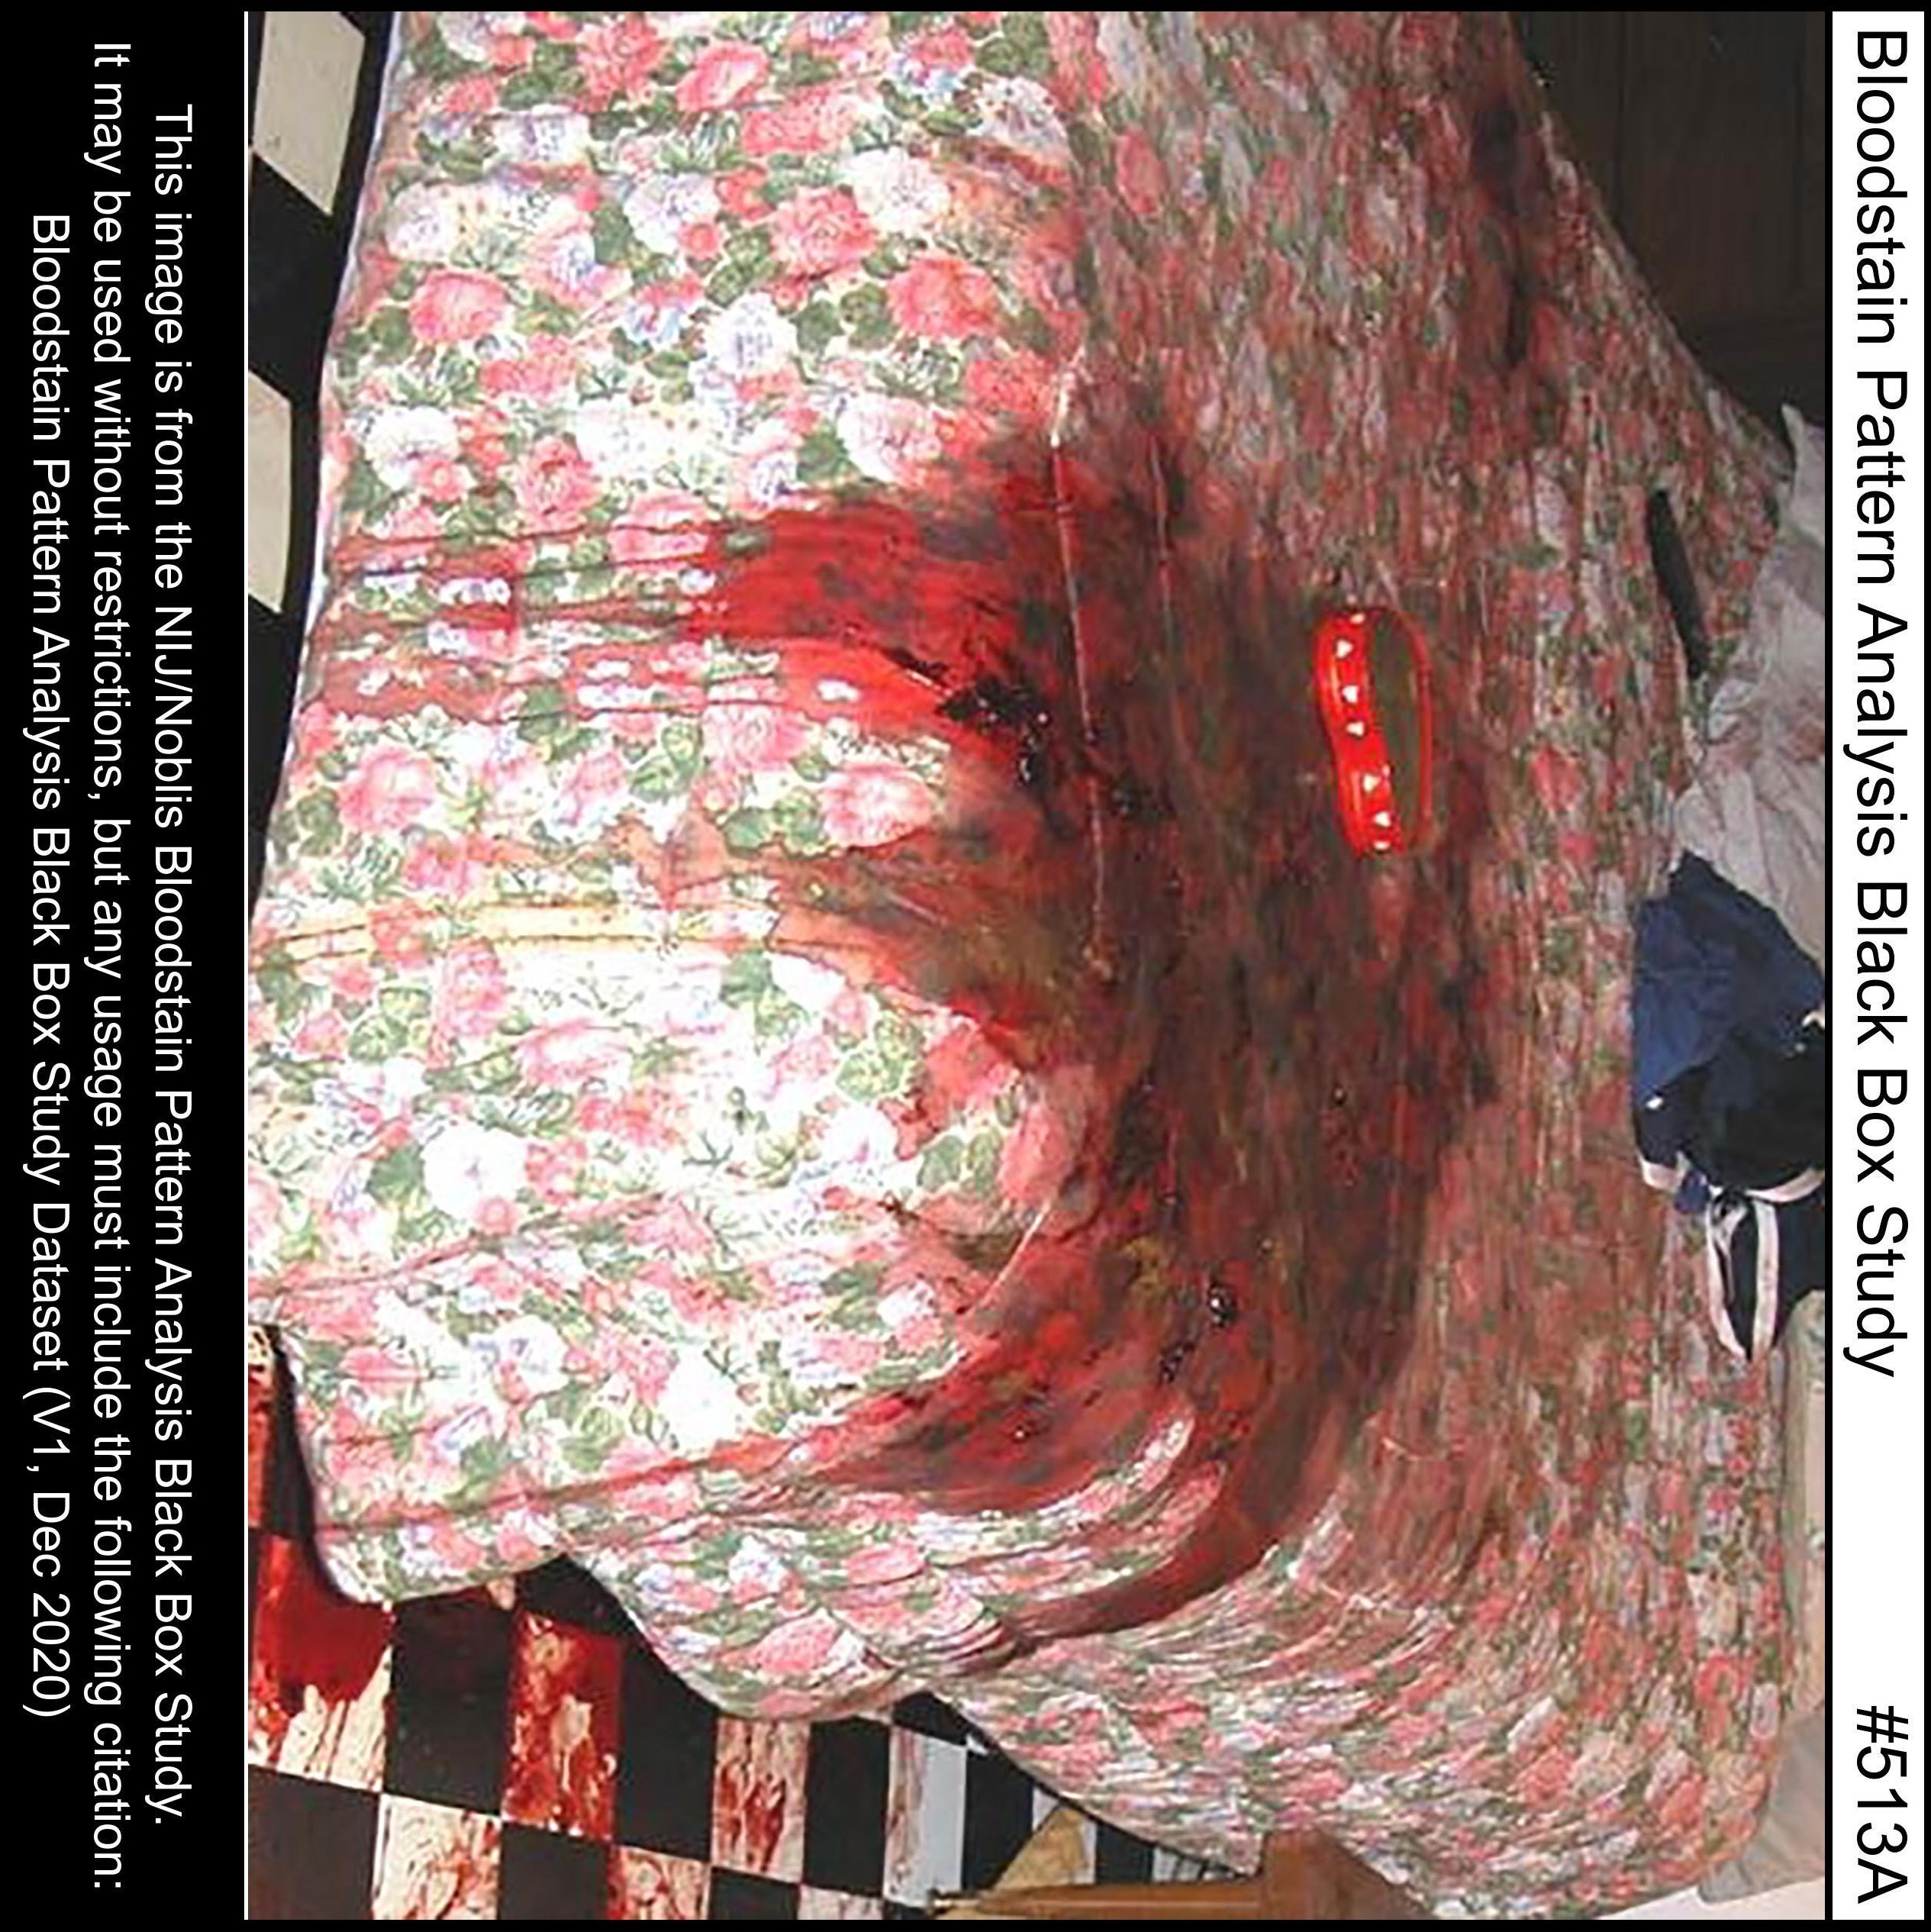 Bloodstain Pattern Analysis Black Box Study #513A
This image is from the NIJ/Noblis Bloodstain Pattern Analysis Black Box Study.
It may be used without restrictions, but any usage must include the following citation:
Bloodstain Pattern Analysis Black Box Study Dataset (V1, Dec 2020)